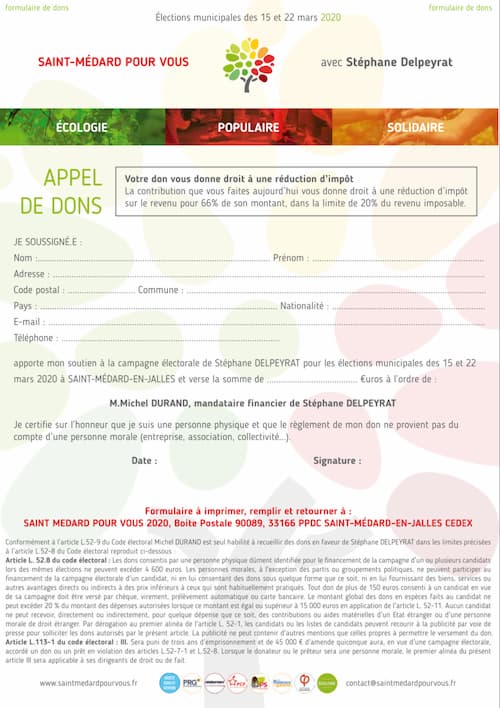 formulaire de dons
formulaire de dons
Élections municipales des 15 et 22 mars 2020
SAINT-MÉDARD POUR VOUS
avec Stéphane Delpeyrat
ÉCOLOGIE
POPULAIRE
SOLIDAIRE
APPEL
DE DONS
Votre don vous donne droit à une réduction d'impôt
La contribution que vous faites aujourd'hui vous donne droit à une réduction d'impôt
sur le revenu pour 66% de son montant, dans la limite de 20% du revenu imposable.
JE SOUSSIGNÉ.E :
Nom : Prénom :
Adresse :
Code postal : Commune :
Pays : Nationalité :
E-mail :
Téléphone :
apporte mon soutien à la campagne électorale de Stéphane DELPEYRAT pour les élections municipales des 15 et 22
mars 2020 à SAINT-MÉDARD-EN-JALLES et verse la somme de €uros à l'ordre de :
M.Michel DURAND, mandataire financier de Stéphane DELPEYRAT
Je certifie sur l'honneur que je suis une personne physique et que le règlement de mon don ne provient pas du
compte d'une personne morale (entreprise, association, collectivité...).
Date : Signature :
Formulaire à imprimer, remplir et retourner à :
SAINT MEDARD POUR VOUS 2020, Boite Postale 90089, 33166 PPDC SAINT-MÉDARD-EN-JALLES CEDEX
Conformément à l'article L.52-9 du Code électoral Michel DURAND est seul habilité à recueillir des dons en faveur de Stéphane DELPEYRAT dans les limites précisées
à l'article L.52-8 du Code électoral reproduit ci-dessous
Article L. 52.8 du code électoral : Les dons consentis par une personne physique dûment identifiée pour le financement de la campagne d'un ou plusieurs candidats
lors des mêmes élections ne peuvent excéder 4 600 euros. Les personnes morales, à l'exception des partis ou groupements politiques, ne peuvent participer au
financement de la campagne électorale d'un candidat, ni en lui consentant des dons sous quelque forme que ce soit, ni en lui fournissant des biens, services ou
autres avantages directs ou indirects à des prix inférieurs à ceux qui sont habituellement pratiqués. Tout don de plus de 150 euros consenti à un candidat en vue
de sa campagne doit être versé par chèque, virement, prélèvement automatique ou carte bancaire. Le montant global des dons en espèces faits au candidat ne
peut excéder 20 % du montant des dépenses autorisées lorsque ce montant est égal ou supérieur à 15 000 euros en application de l'article L. 52-11. Aucun candidat
ne peut recevoir, directement ou indirectement, pour quelque dépense que ce soit, des contributions ou aides matérielles d'un Etat étranger ou d'une personne
morale de droit étranger. Par dérogation au premier alinéa de l'article L. 52-1, les candidats ou les listes de candidats peuvent recourir à la publicité par voie de
presse pour solliciter les dons autorisés par le présent article. La publicité ne peut contenir d'autres mentions que celles propres à permettre le versement du don.
Article L.113-1 du code électoral : III. Sera puni de trois ans d'emprisonnement et de 45 000 € d'amende quiconque aura, en vue d'une campagne électorale,
accordé un don ou un prêt en violation des articles L.52-7-1 et L.52-8. Lorsque le donateur ou le prêteur sera une personne morale, le premier alinéa du présent
article III sera applicable à ses dirigeants de droit ou de fait.
www.saintmedardpourvous.fr
PRG
PCF
PS
contact@saintmedardpourvous.fr